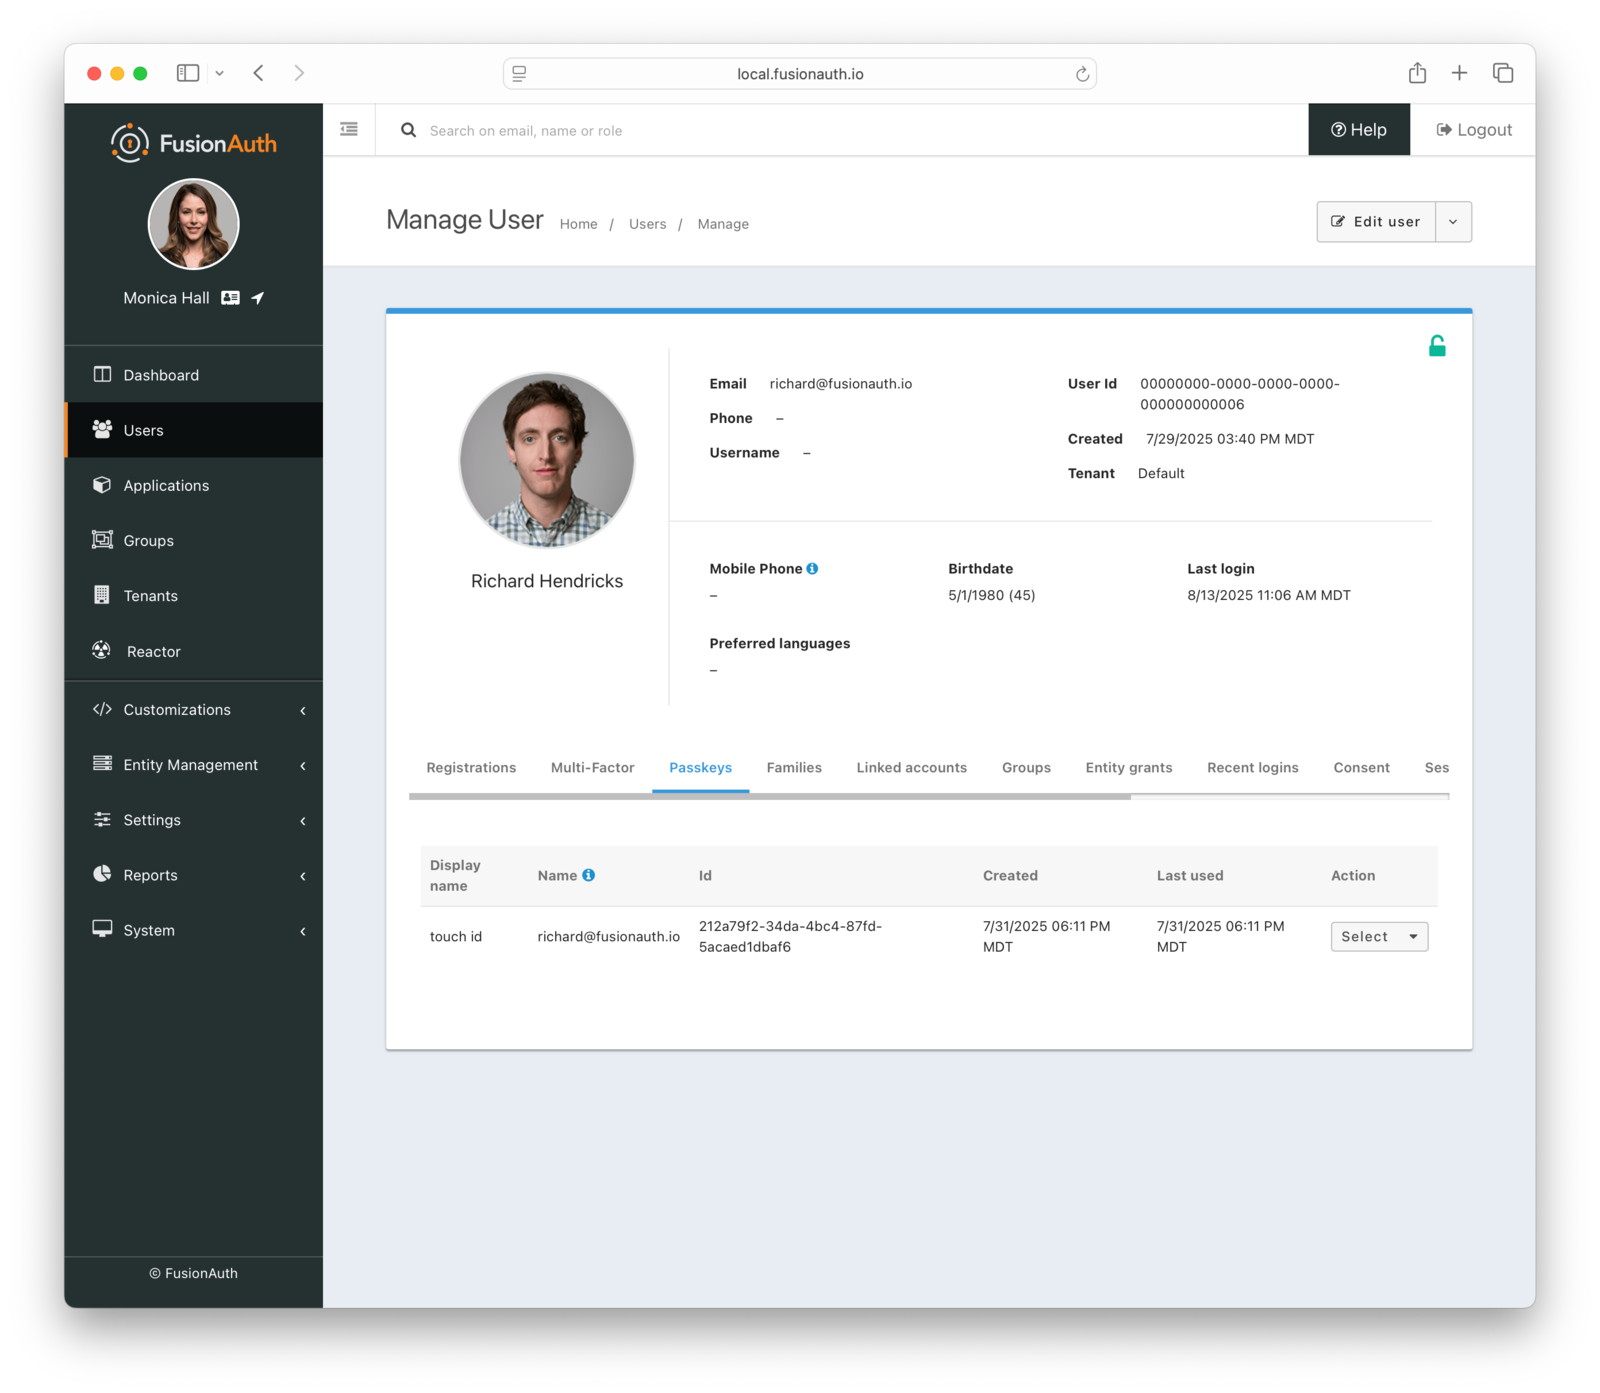 local.fusionauth.io
FusionAuth
Search on email, name or role
Help
Logout
Monica Hall
Dashboard
Users
Applications
Groups
Tenants
Reactor
Customizations
Entity Management
Settings
Reports
System
© FusionAuth
Manage User
Home / Users / Manage
Edit user
Richard Hendricks
Email richard@fusionauth.io
Phone –
Username –
User Id 00000000-0000-0000-0000-
000000000006
Created 7/29/2025 03:40 PM MDT
Tenant Default
Mobile Phone
–
Birthdate
5/1/1980 (45)
Last login
8/13/2025 11:06 AM MDT
Preferred languages
–
Registrations Multi-Factor Passkeys Families Linked accounts Groups Entity grants Recent logins Consent Ses
Display
name
Name
Id
Created
Last used
Action
touch id
richard@fusionauth.io
212a79f2-34da-4bc4-87fd-
5acaed1dbaf6
7/31/2025 06:11 PM
MDT
7/31/2025 06:11 PM
MDT
Select